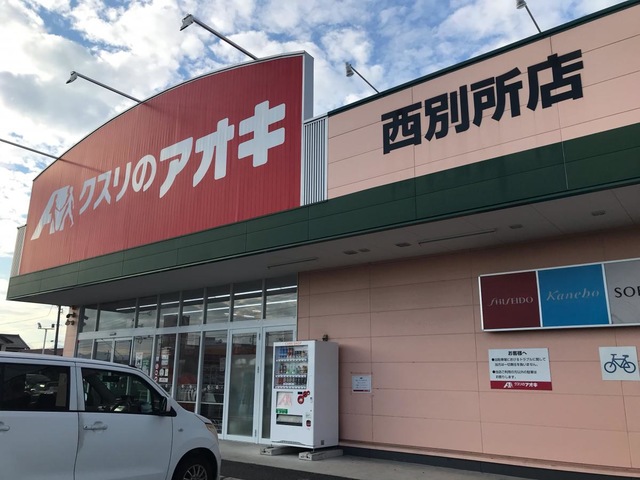 クスリのアオキ
西別所店
SHISEIDO
Kanebo
SOF
お客様へ
クスリのアオキ